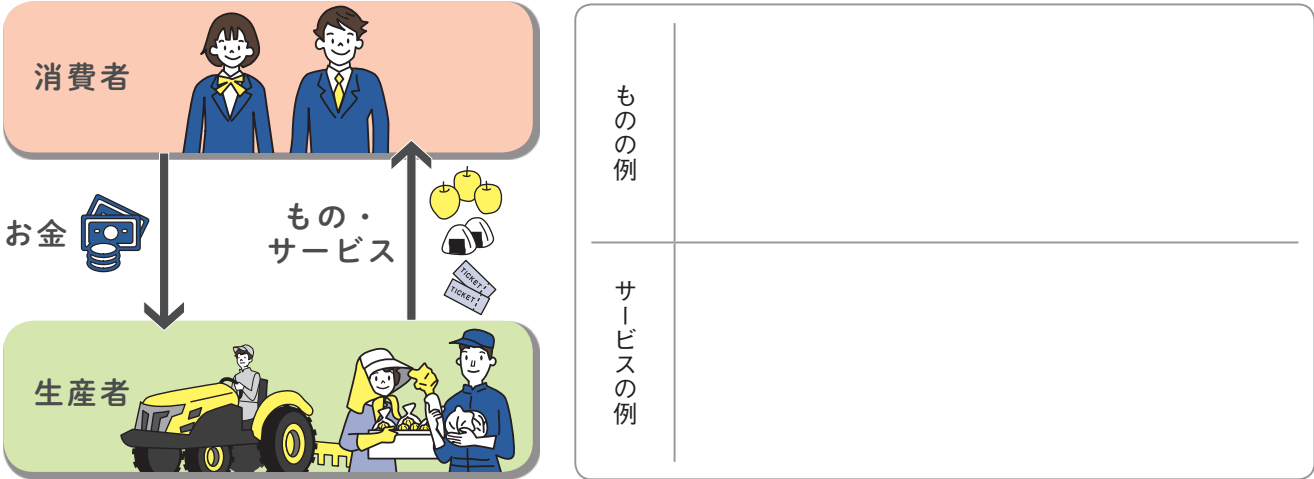 消費者
お金
もの・
サービス
TICKET
TICKET
生産者
ものの例
サービスの例